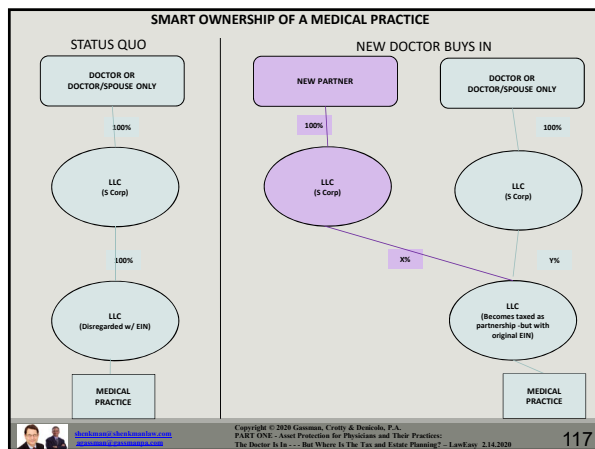 SMART OWNERSHIP OF A MEDICAL PRACTICE
STATUS QUO
DOCTOR OR
DOCTOR/SPOUSE ONLY
100%
LLC
(S Corp)
100%
LLC
(Disregarded w/ EIN)
MEDICAL
PRACTICE
NEW DOCTOR BUYS IN
NEW PARTNER
DOCTOR OR
DOCTOR/SPOUSE ONLY
100%
100%
LLC
(S Corp)
LLC
(S Corp)
X%
Y%
LLC
(Becomes taxed as
partnership -but with
original EIN)
MEDICAL
PRACTICE
shenkman@shenkmanlaw.com
agassman@gassmanpa.com
Copyright © 2020 Gassman, Crotty & Denicolo, P.A.
PART ONE - Asset Protection for Physicians and Their Practices:
The Doctor Is In - - - But Where Is The Tax and Estate Planning? – LawEasy 2.14.2020
117